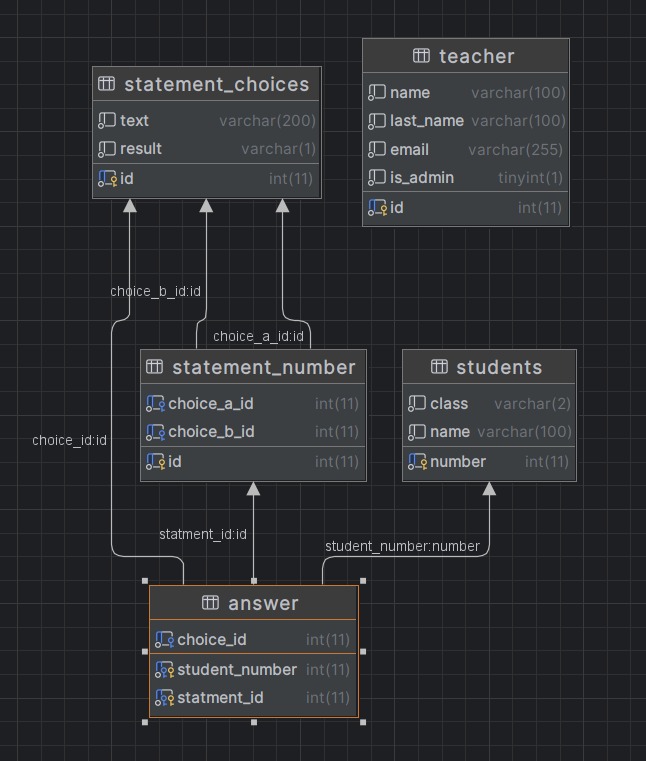 statement_choices
text varchar(200)
result varchar(1)
id int(11)
teacher
name varchar(100)
last_name varchar(100)
email varchar(255)
is_admin tinyint(1)
id int(11)
choice_b_id:id
choice_a_id:id
statement_number
choice_a_id int(11)
choice_b_id int(11)
id int(11)
students
class varchar(2)
name varchar(100)
number int(11)
choice_id:id
statment_id:id
student_number:number
answer
choice_id int(11)
student_number int(11)
statment_id int(11)